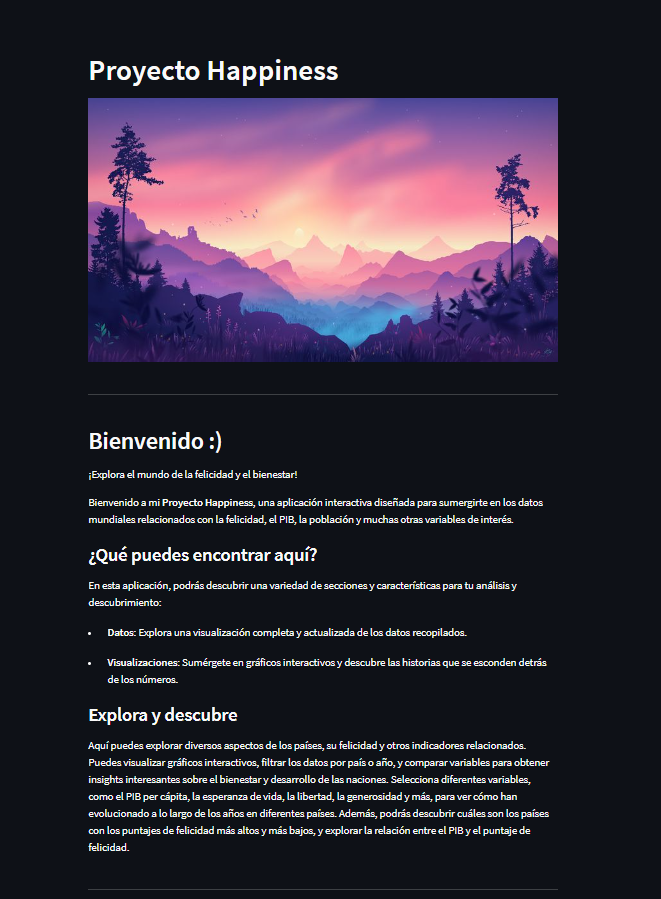 Proyecto Happiness
Bienvenido :)
¡Explora el mundo de la felicidad y el bienestar!
Bienvenido a mi Proyecto Happiness, una aplicación interactiva diseñada para sumergirte en los datos
mundiales relacionados con la felicidad, el PIB, la población y muchas otras variables de interés.
¿Qué puedes encontrar aquí?
En esta aplicación, podrás descubrir una variedad de secciones y características para tu análisis y
descubrimiento:
• Datos: Explora una visualización completa y actualizada de los datos recopilados.
• Visualizaciones: Sumérgete en gráficos interactivos y descubre las historias que se esconden detrás
de los números.
Explora y descubre
Aquí puedes explorar diversos aspectos de los países, su felicidad y otros indicadores relacionados.
Puedes visualizar gráficos interactivos, filtrar los datos por país o año, y comparar variables para obtener
insights interesantes sobre el bienestar y desarrollo de las naciones. Selecciona diferentes variables,
como el PIB per cápita, la esperanza de vida, la libertad, la generosidad y más, para ver cómo han
evolucionado a lo largo de los años en diferentes países. Además, podrás descubrir cuáles son los países
con los puntajes de felicidad más altos y más bajos, y explorar la relación entre el PIB y el puntaje de
felicidad.